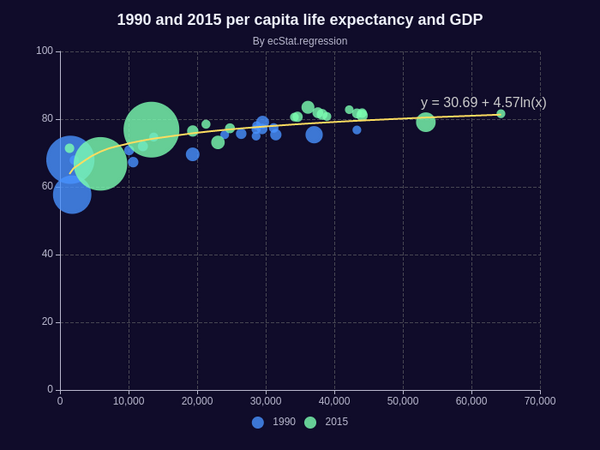 1990 and 2015 per capita life expectancy and GDP
By ecStat.regression
100
80
60
40
20
0
y = 30.69 + 4.57ln(x)
0 10,000 20,000 30,000 40,000 50,000 60,000 70,000
1990 2015